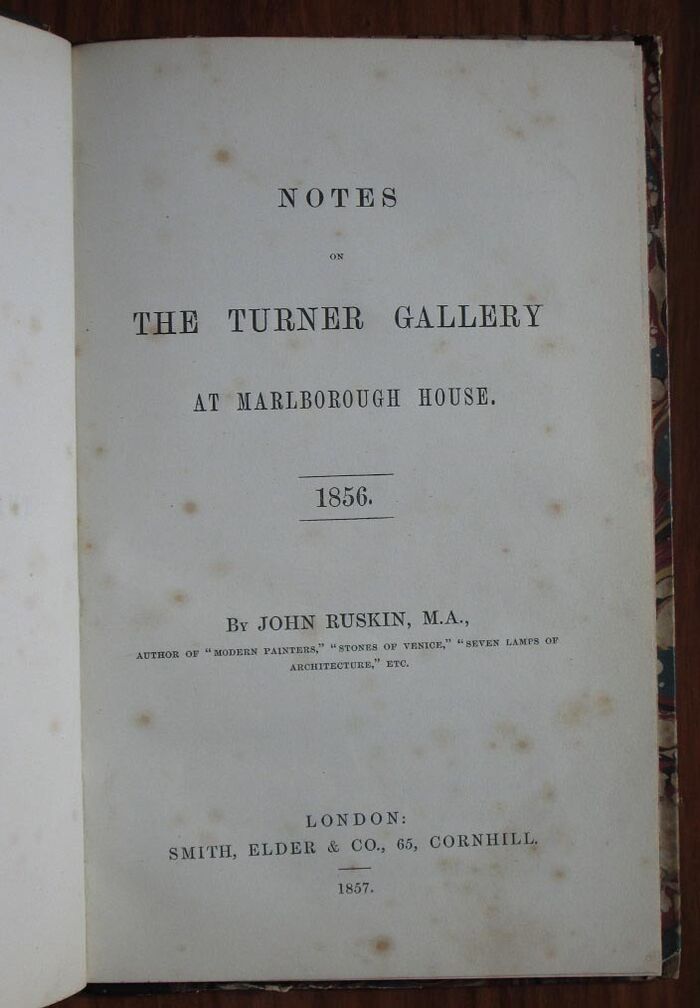 NOTES
ON
THE TURNER GALLERY
AT MARLBOROUGH HOUSE.
1856.
By JOHN RUSKIN, M.A.,
AUTHOR OF "MODERN PAINTERS," "STONES OF VENICE," "SEVEN LAMPS OF
ARCHITECTURE," ETC.
LONDON:
SMITH, ELDER & CO., 65, CORNHILL.
1857.